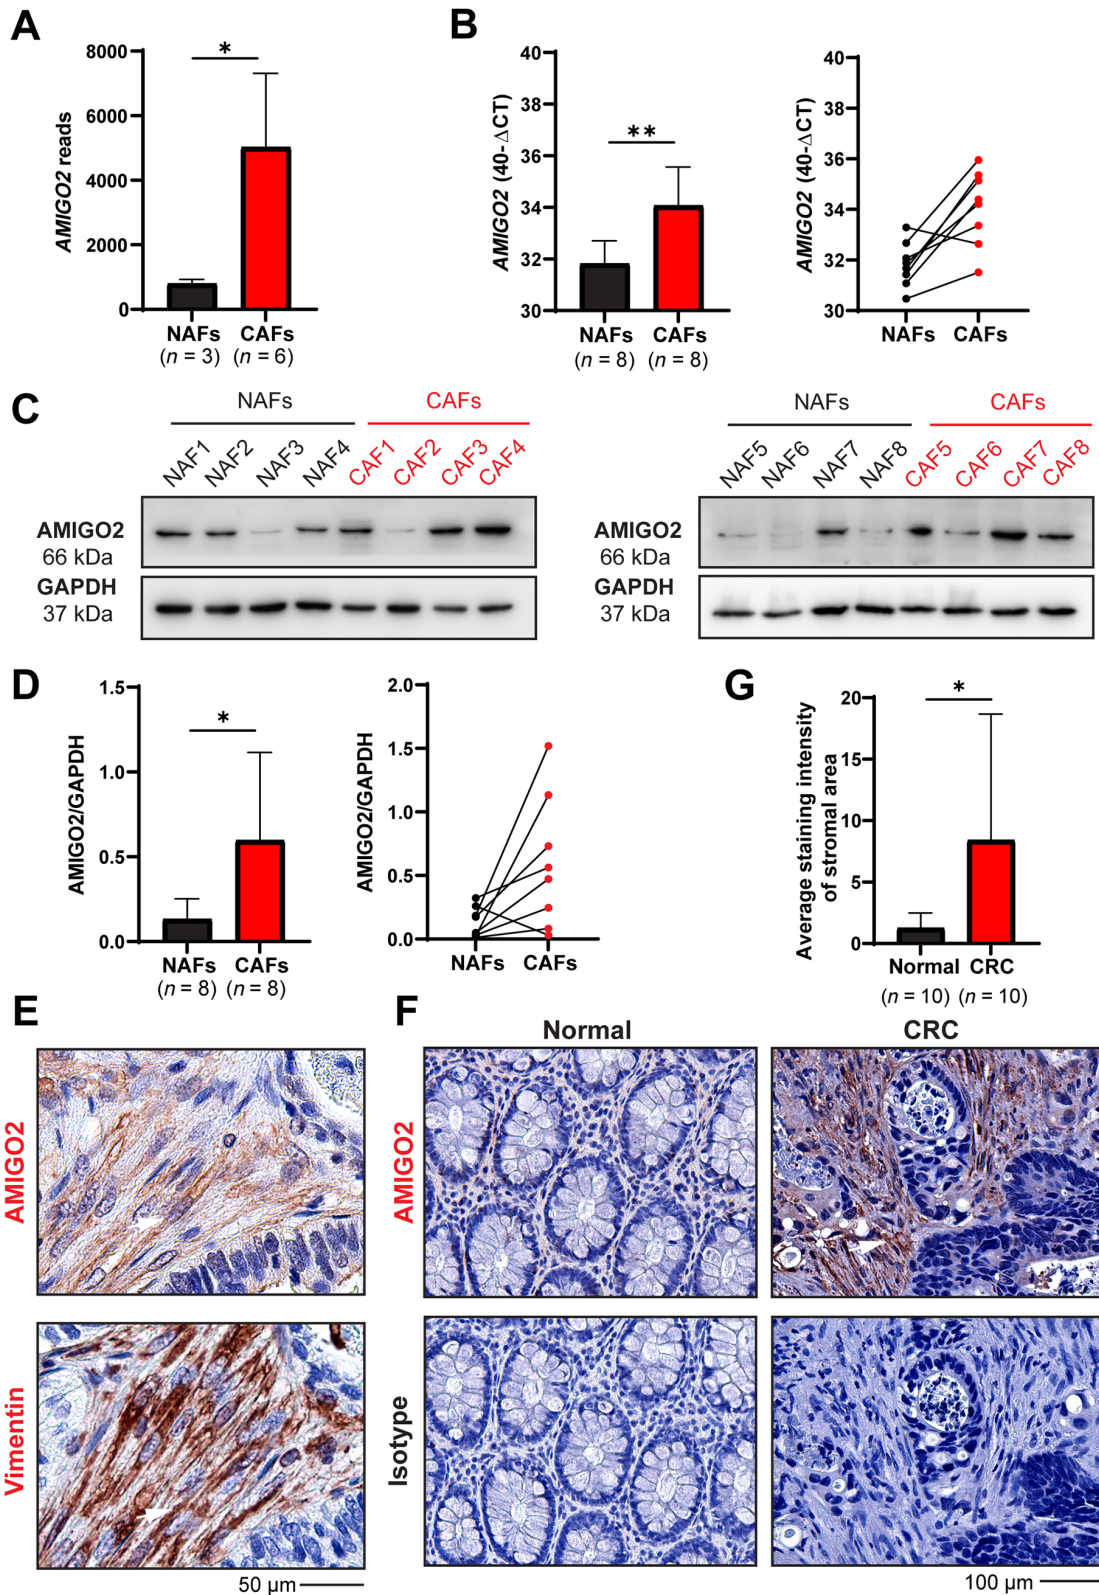 A
AMIGO2 reads
8000
6000
4000
2000
0
*
NAFs
CAFs
(n = 3)
(n = 6)
B
AMIGO2 (40-ΔCT)
40
38
36
34
32
30
**
NAFs
CAFs
(n = 8)
(n = 8)
AMIGO2 (40-ΔCT)
40
38
36
34
32
30
NAFs
CAFs
C
NAFs
CAFs
NAF1
NAF2
NAF3
NAF4
CAF1
CAF2
CAF3
CAF4
AMIGO2
66 kDa
GAPDH
37 kDa
NAFs
CAFs
NAF5
NAF6
NAF7
NAF8
CAF5
CAF6
CAF7
CAF8
AMIGO2
66 kDa
GAPDH
37 kDa
D
AMIGO2/GAPDH
1.5
1.0
0.5
0.0
*
NAFs
CAFs
(n = 8)
(n = 8)
AMIGO2/GAPDH
2.0
1.5
1.0
0.5
0.0
NAFs
CAFs
G
Average staining intensity
of stromal area
20
15
10
5
0
*
Normal
CRC
(n = 10)
(n = 10)
E
AMIGO2
Vimentin
50 µm
F
Normal
CRC
AMIGO2
Isotype
100 µm